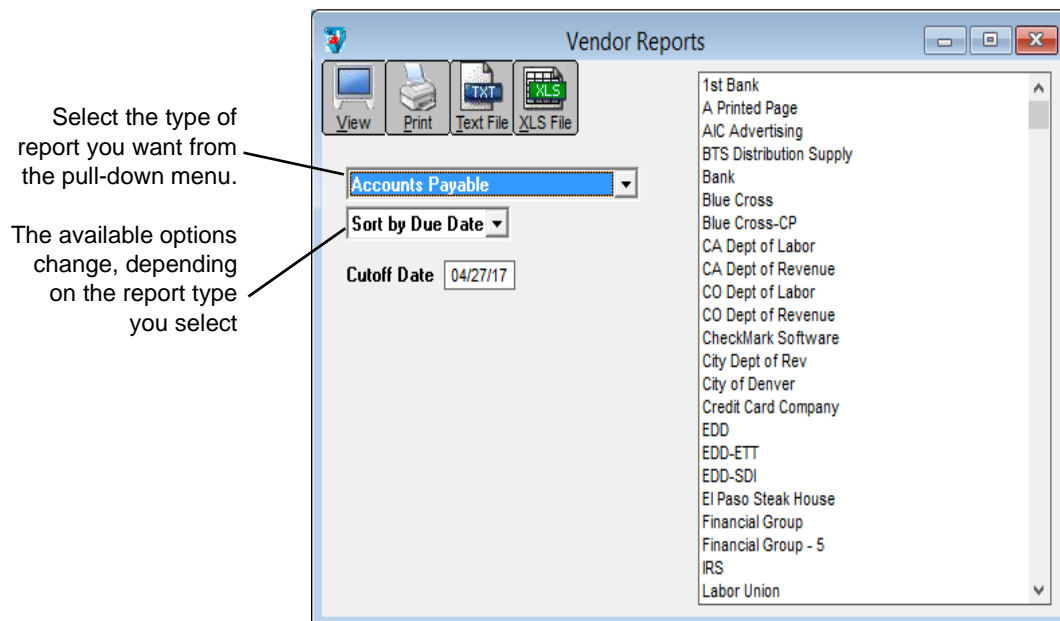 Vendor Reports
View
Print
TXT
Text File
XLS
XLS File
Select the type of
report you want from
the pull-down menu.
Accounts Payable
Sort by Due Date
The available options
change, depending
on the report type
you select
Cutoff Date 04/27/17
1st Bank
A Printed Page
AIC Advertising
BTS Distribution Supply
Bank
Blue Cross
Blue Cross-CP
CA Dept of Labor
CA Dept of Revenue
CO Dept of Labor
CO Dept of Revenue
CheckMark Software
City Dept of Rev
City of Denver
Credit Card Company
EDD
EDD-ETT
EDD-SDI
El Paso Steak House
Financial Group
Financial Group - 5
IRS
Labor Union